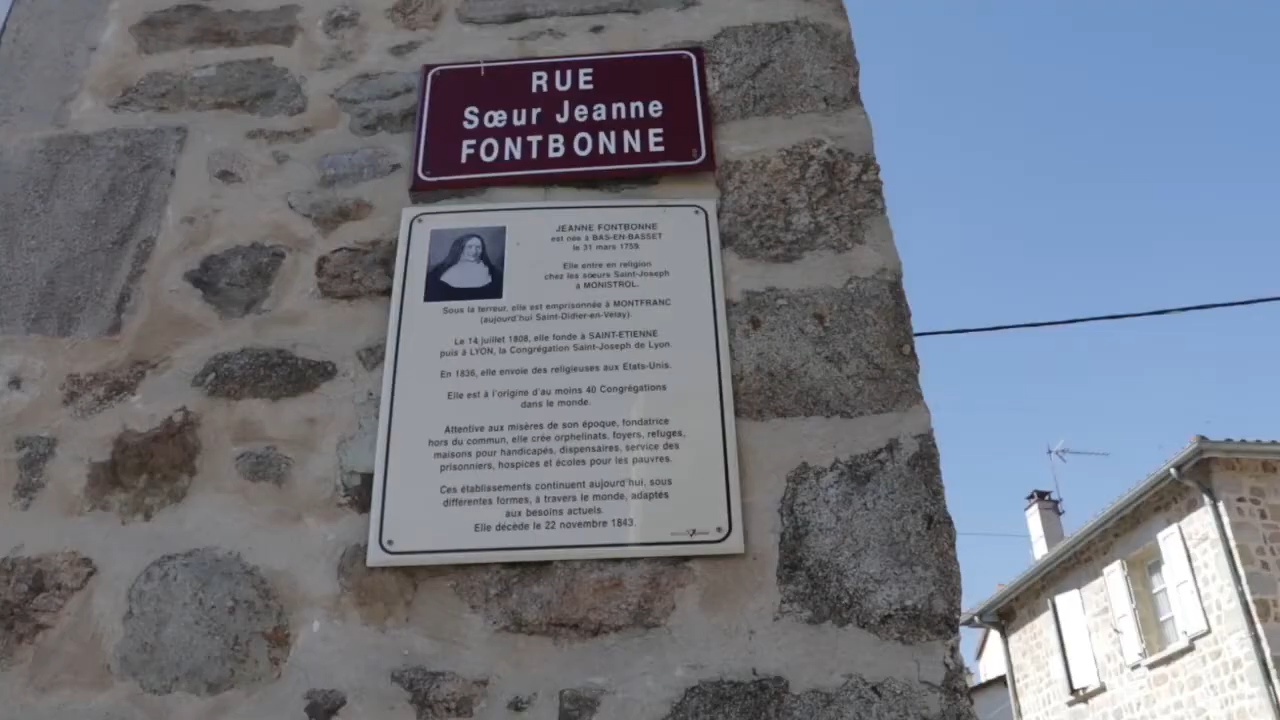 RUE
Sœur Jeanne
FONTBONNE
JEANNE FONTBONNE
est née à BAS-EN-BASSET
le 31 mars 1759.
Elle entre en religion
chez les sœurs Saint-Joseph
à MONISTROL.
Sous la terreur, elle est emprisonnée à MONTFRANC
(aujourd'hui Saint-Didier-en-Velay).
Le 14 juillet 1808, elle fonde à SAINT-ETIENNE
puis à LYON, la Congrégation Saint-Joseph de Lyon.
En 1836, elle envoie des religieuses aux Etats-Unis.
Elle est à l'origine d'au moins 40 Congrégations
dans le monde.
Attentive aux misères de son époque, fondatrice
hors du commun, elle crée orphelinats, foyers, refuges,
maisons pour handicapés, dispensaires, service des
prisonniers, hospices et écoles pour les pauvres.
Ces établissements continuent aujourd'hui, sous
différentes formes, à travers le monde, adaptés
aux besoins actuels.
Elle décède le 22 novembre 1843.